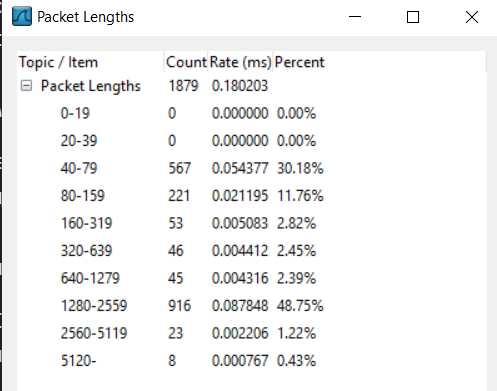 Packet Lengths
Topic / Item Count Rate (ms) Percent
Packet Lengths 1879 0.180203
0-19 0 0.000000 0.00%
20-39 0 0.000000 0.00%
40-79 567 0.054377 30.18%
80-159 221 0.021195 11.76%
160-319 53 0.005083 2.82%
320-639 46 0.004412 2.45%
640-1279 45 0.004316 2.39%
1280-2559 916 0.087848 48.75%
2560-5119 23 0.002206 1.22%
5120- 8 0.000767 0.43%